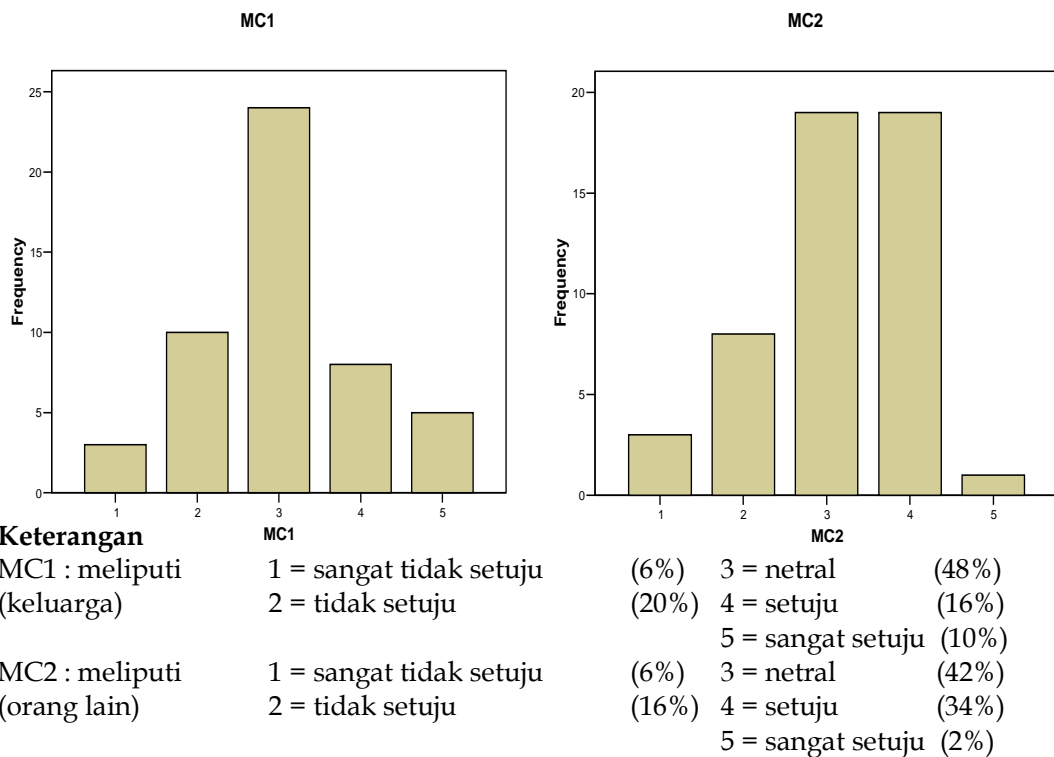 MC1
MC2
25
20
15
10
5
0
Frequency
1 2 3 4 5
MC1
20
15
10
5
0
Frequency
1 2 3 4 5
MC2
Keterangan
MC1 : meliputi 1 = sangat tidak setuju (6%) 3 = netral (48%)
(keluarga) 2 = tidak setuju (20%) 4 = setuju (16%)
5 = sangat setuju (10%)
MC2 : meliputi 1 = sangat tidak setuju (6%) 3 = netral (42%)
(orang lain) 2 = tidak setuju (16%) 4 = setuju (34%)
5 = sangat setuju (2%)